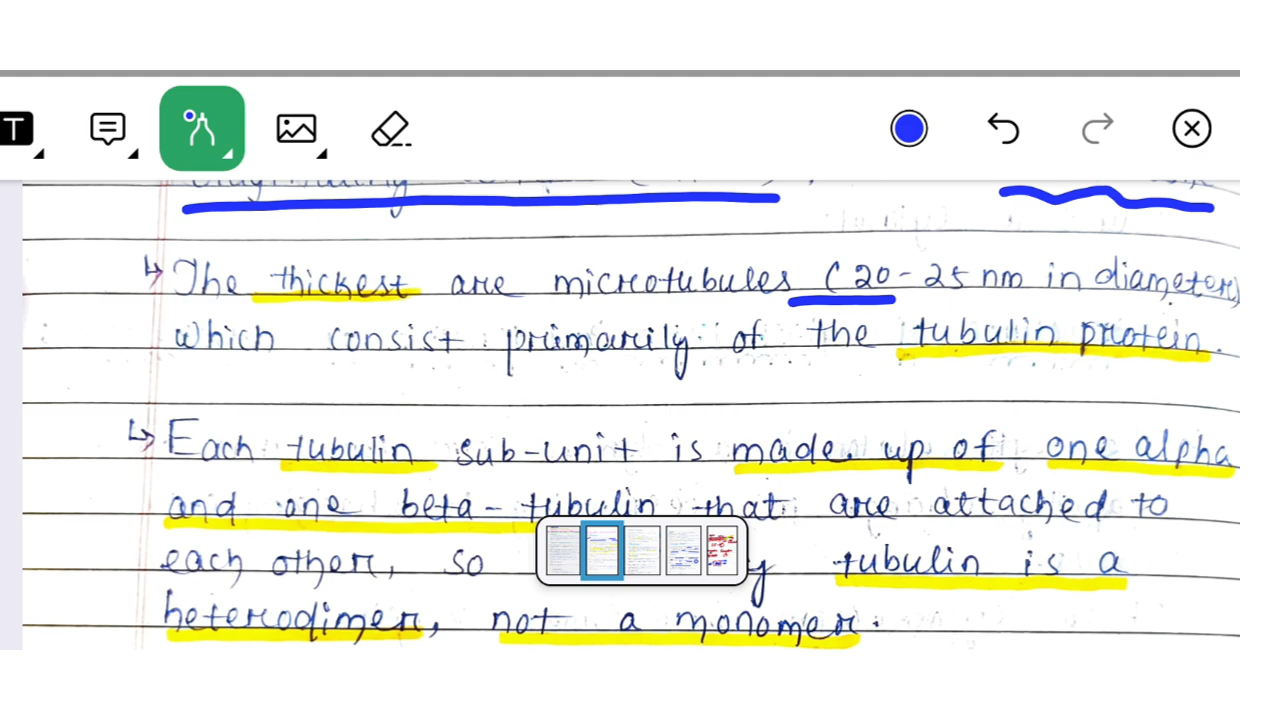 T
↳ The thickest are microtubules (20-25 nm in diameter)
which consist primarily of the tubulin protein.
↳ Each tubulin sub-unit is made up of one alpha
and one beta-tubulin that are attached to
each other, so tubulin is a
heterodimer, not a monomer.